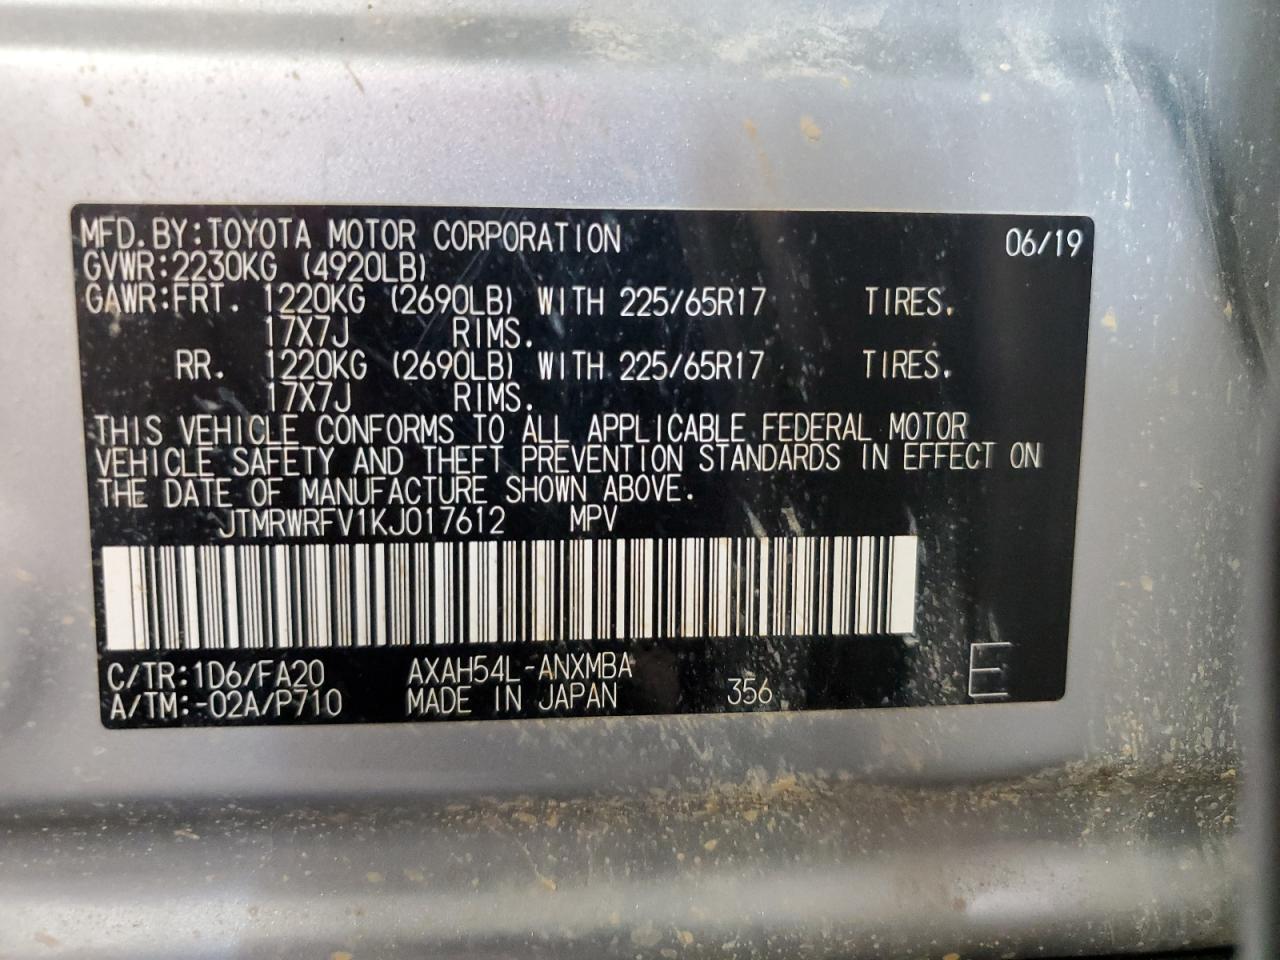 MFD.BY:TOYOTA MOTOR CORPORATION 06/19
GVWR:2230KG (4920LB)
GAWR:FRT. 1220KG (2690LB) WITH 225/65R17 TIRES.
17X7J RIMS.
RR. 1220KG (2690LB) WITH 225/65R17 TIRES.
17X7J RIMS.
THIS VEHICLE CONFORMS TO ALL APPLICABLE FEDERAL MOTOR
VEHICLE SAFETY AND THEFT PREVENTION STANDARDS IN EFFECT ON
THE DATE OF MANUFACTURE SHOWN ABOVE.
JTMRWRFV1KJ017612 MPV
C/TR:1D6/FA20 AXAH54L-ANXMBA
A/TM:-02A/P710 MADE IN JAPAN 356 E